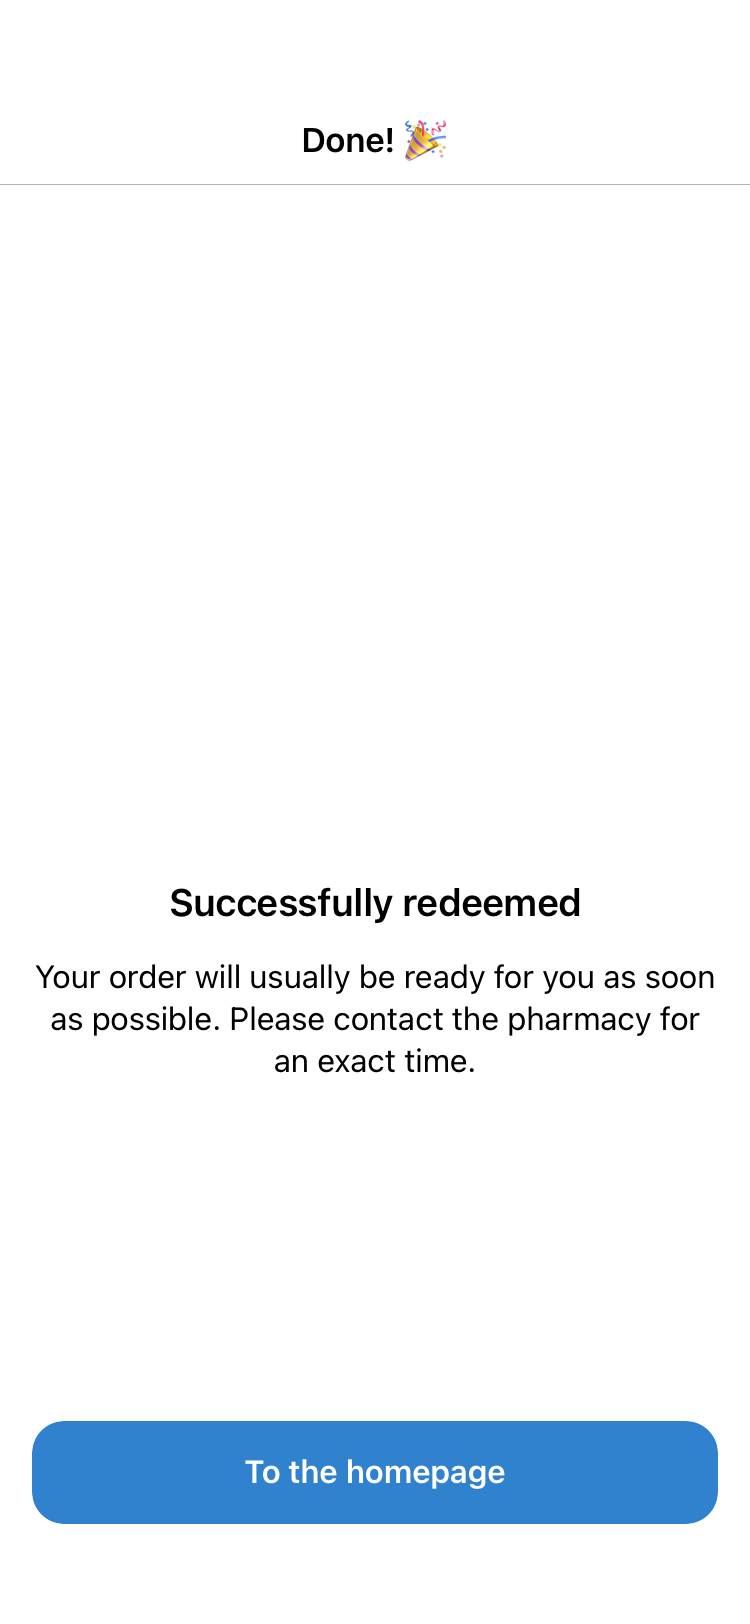 Done! 🎉
Successfully redeemed
Your order will usually be ready for you as soon
as possible. Please contact the pharmacy for
an exact time.
To the homepage